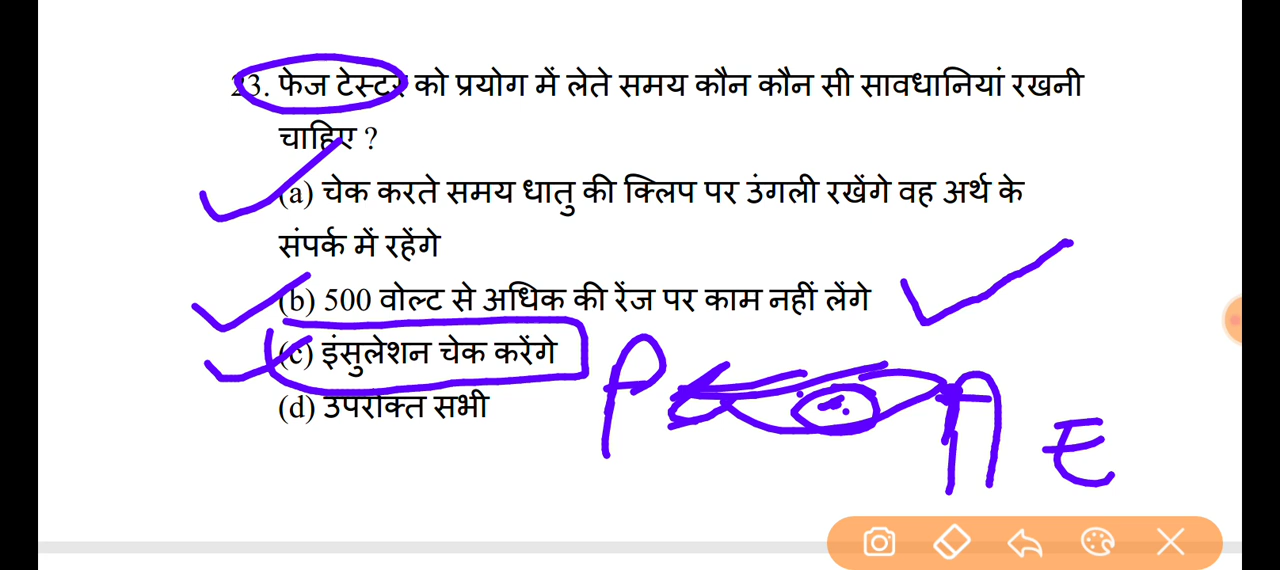 23. फेज टेस्टर को प्रयोग में लेते समय कौन कौन सी सावधानियां रखनी
चाहिए ?
(a) चेक करते समय धातु की क्लिप पर उंगली रखेंगे वह अर्थ के
संपर्क में रहेंगे
(b) 500 वोल्ट से अधिक की रेंज पर काम नहीं लेंगे
(c) इंसुलेशन चेक करेंगे
(d) उपरोक्त सभी
P E